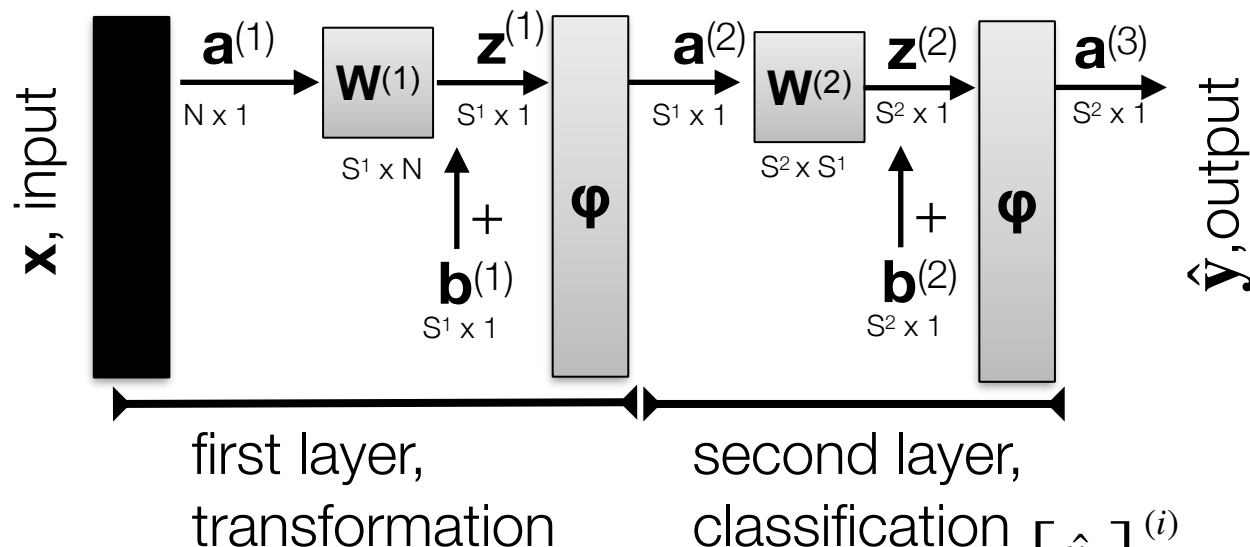 x, input
a(1)
N x 1
W(1)
S1 x N
z(1)
S1 x 1
+
b(1)
S1 x 1
φ
a(2)
S1 x 1
W(2)
S2 x S1
z(2)
S2 x 1
+
b(2)
S2 x 1
φ
a(3)
S2 x 1
ŷ, output
first layer,
transformation
second layer,
classification
(i)